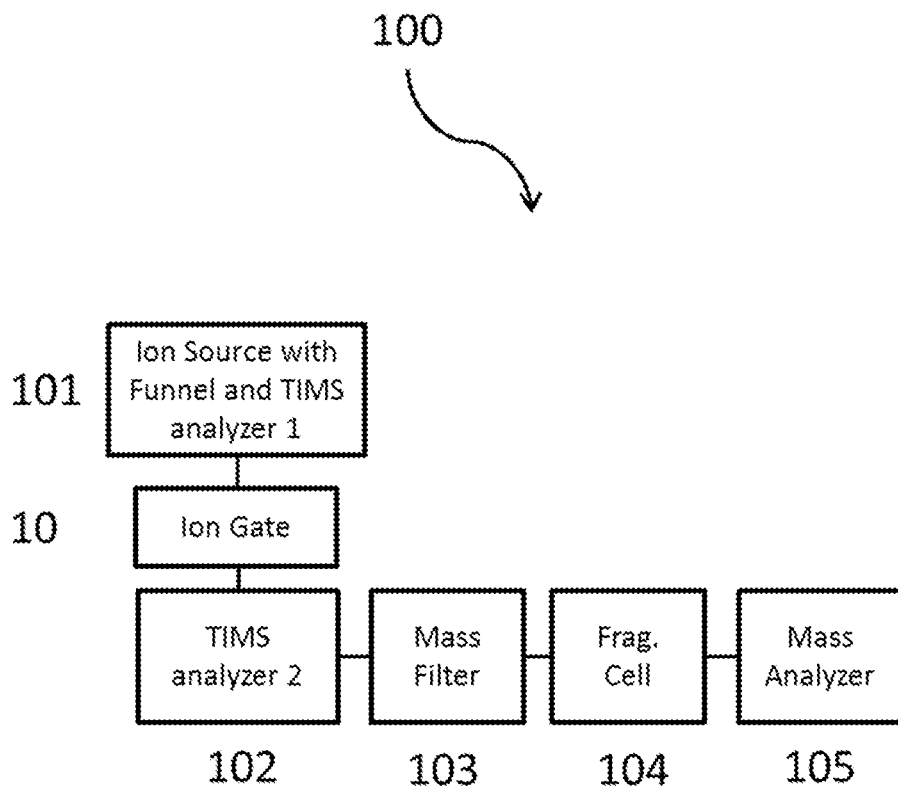 100
101
Ion Source with
Funnel and TIMS
analyzer 1
10
Ion Gate
TIMS
analyzer 2
Mass
Filter
Frag.
Cell
Mass
Analyzer
102
103
104
105